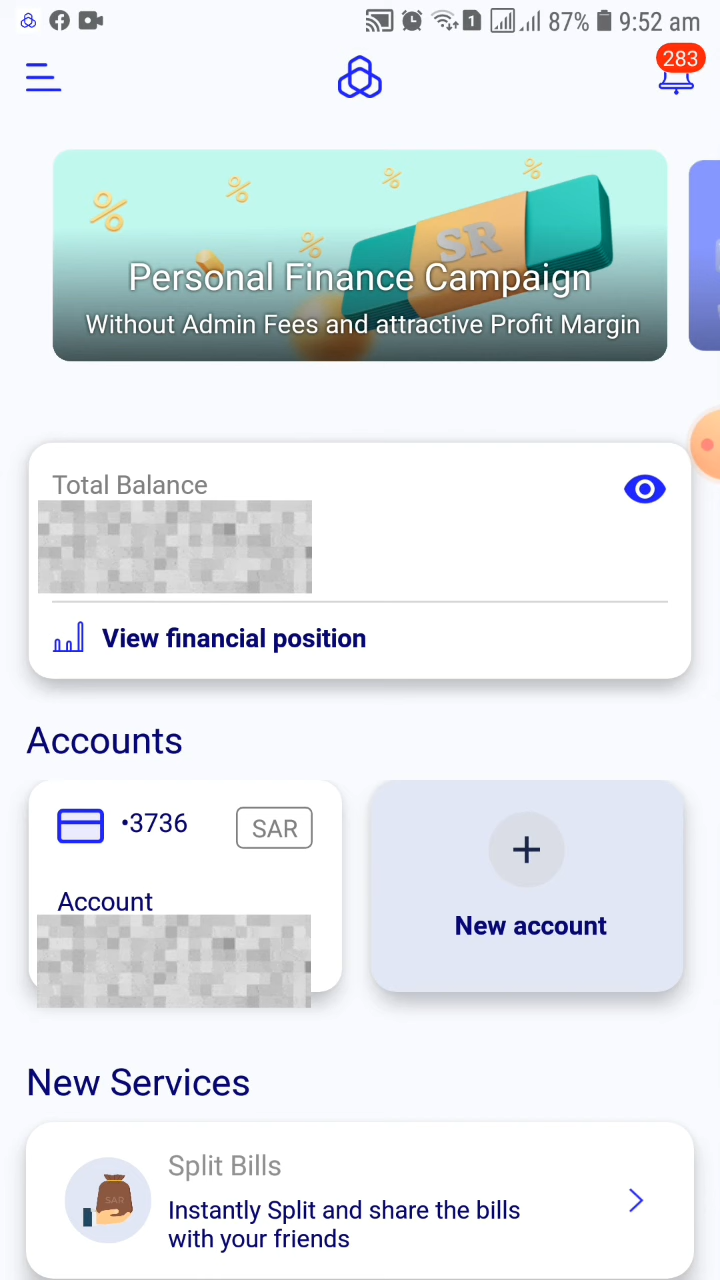 1 87% 9:52 am
283
SR
Personal Finance Campaign
Without Admin Fees and attractive Profit Margin
Total Balance
View financial position
Accounts
•3736 SAR
Account
New account
New Services
SAR
Split Bills
Instantly Split and share the bills
with your friends